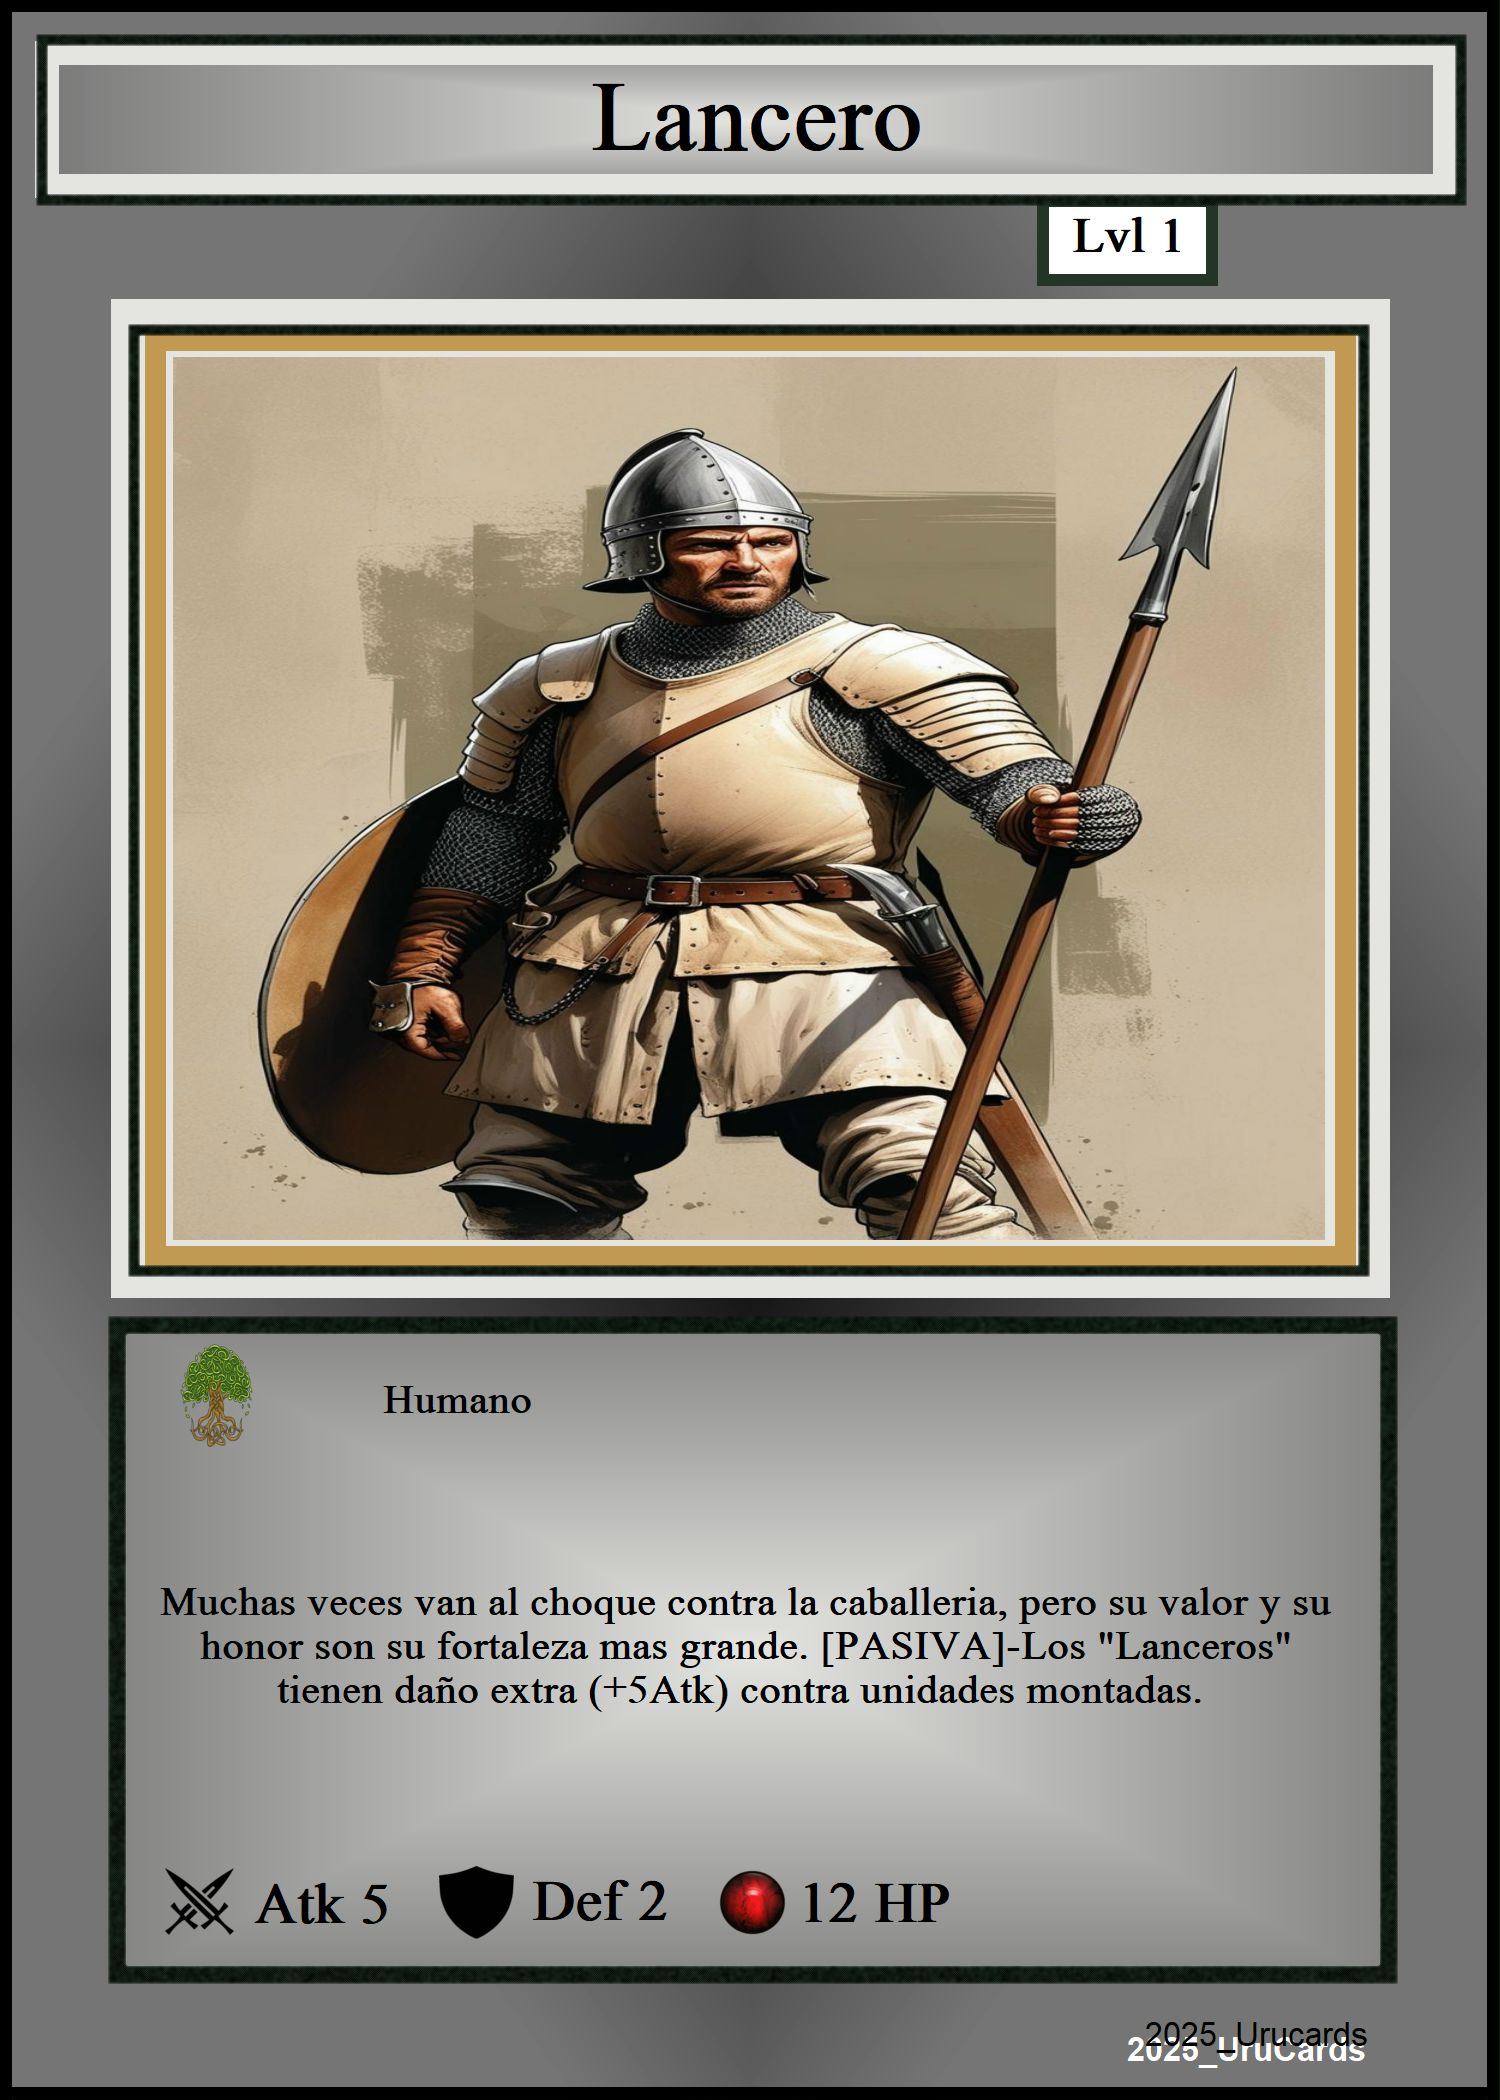 Lancero
Lvl 1
Humano
Muchas veces van al choque contra la caballeria, pero su valor y su
honor son su fortaleza mas grande. [PASIVA]-Los "Lanceros"
tienen daño extra (+5Atk) contra unidades montadas.
Atk 5 Def 2 12 HP
2025_Urucards
2025_UruCards